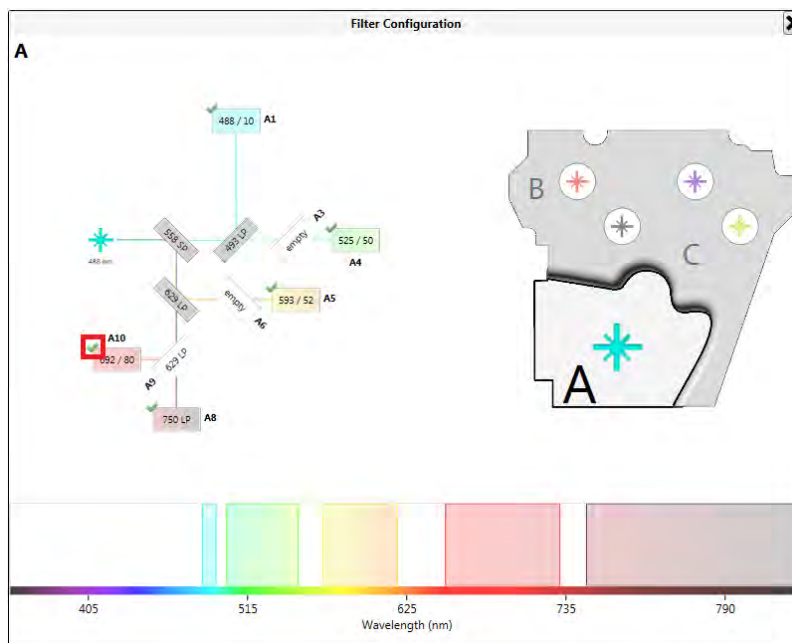 Filter Configuration
A
488 / 10 A1
558 SP
493 LP
empty
A3
525 / 50
A4
488 nm
629 LP
empty
A6
593 / 52 A5
A10
692 / 80
A9
629 LP
750 LP A8
B
C
A
405 515 625 735 790
Wavelength (nm)